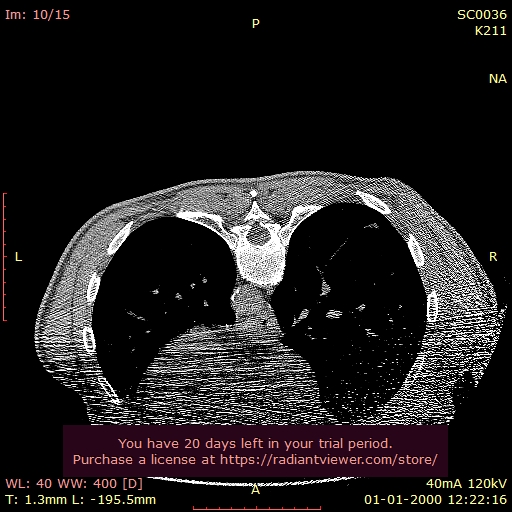 Im: 10/15
SC0036
K211
P
NA
L
R
You have 20 days left in your trial period.
Purchase a license at https://radiantviewer.com/store/
WL: 40 WW: 400 [D]
T: 1.3mm L: -195.5mm
A
40mA 120kV
01-01-2000 12:22:16